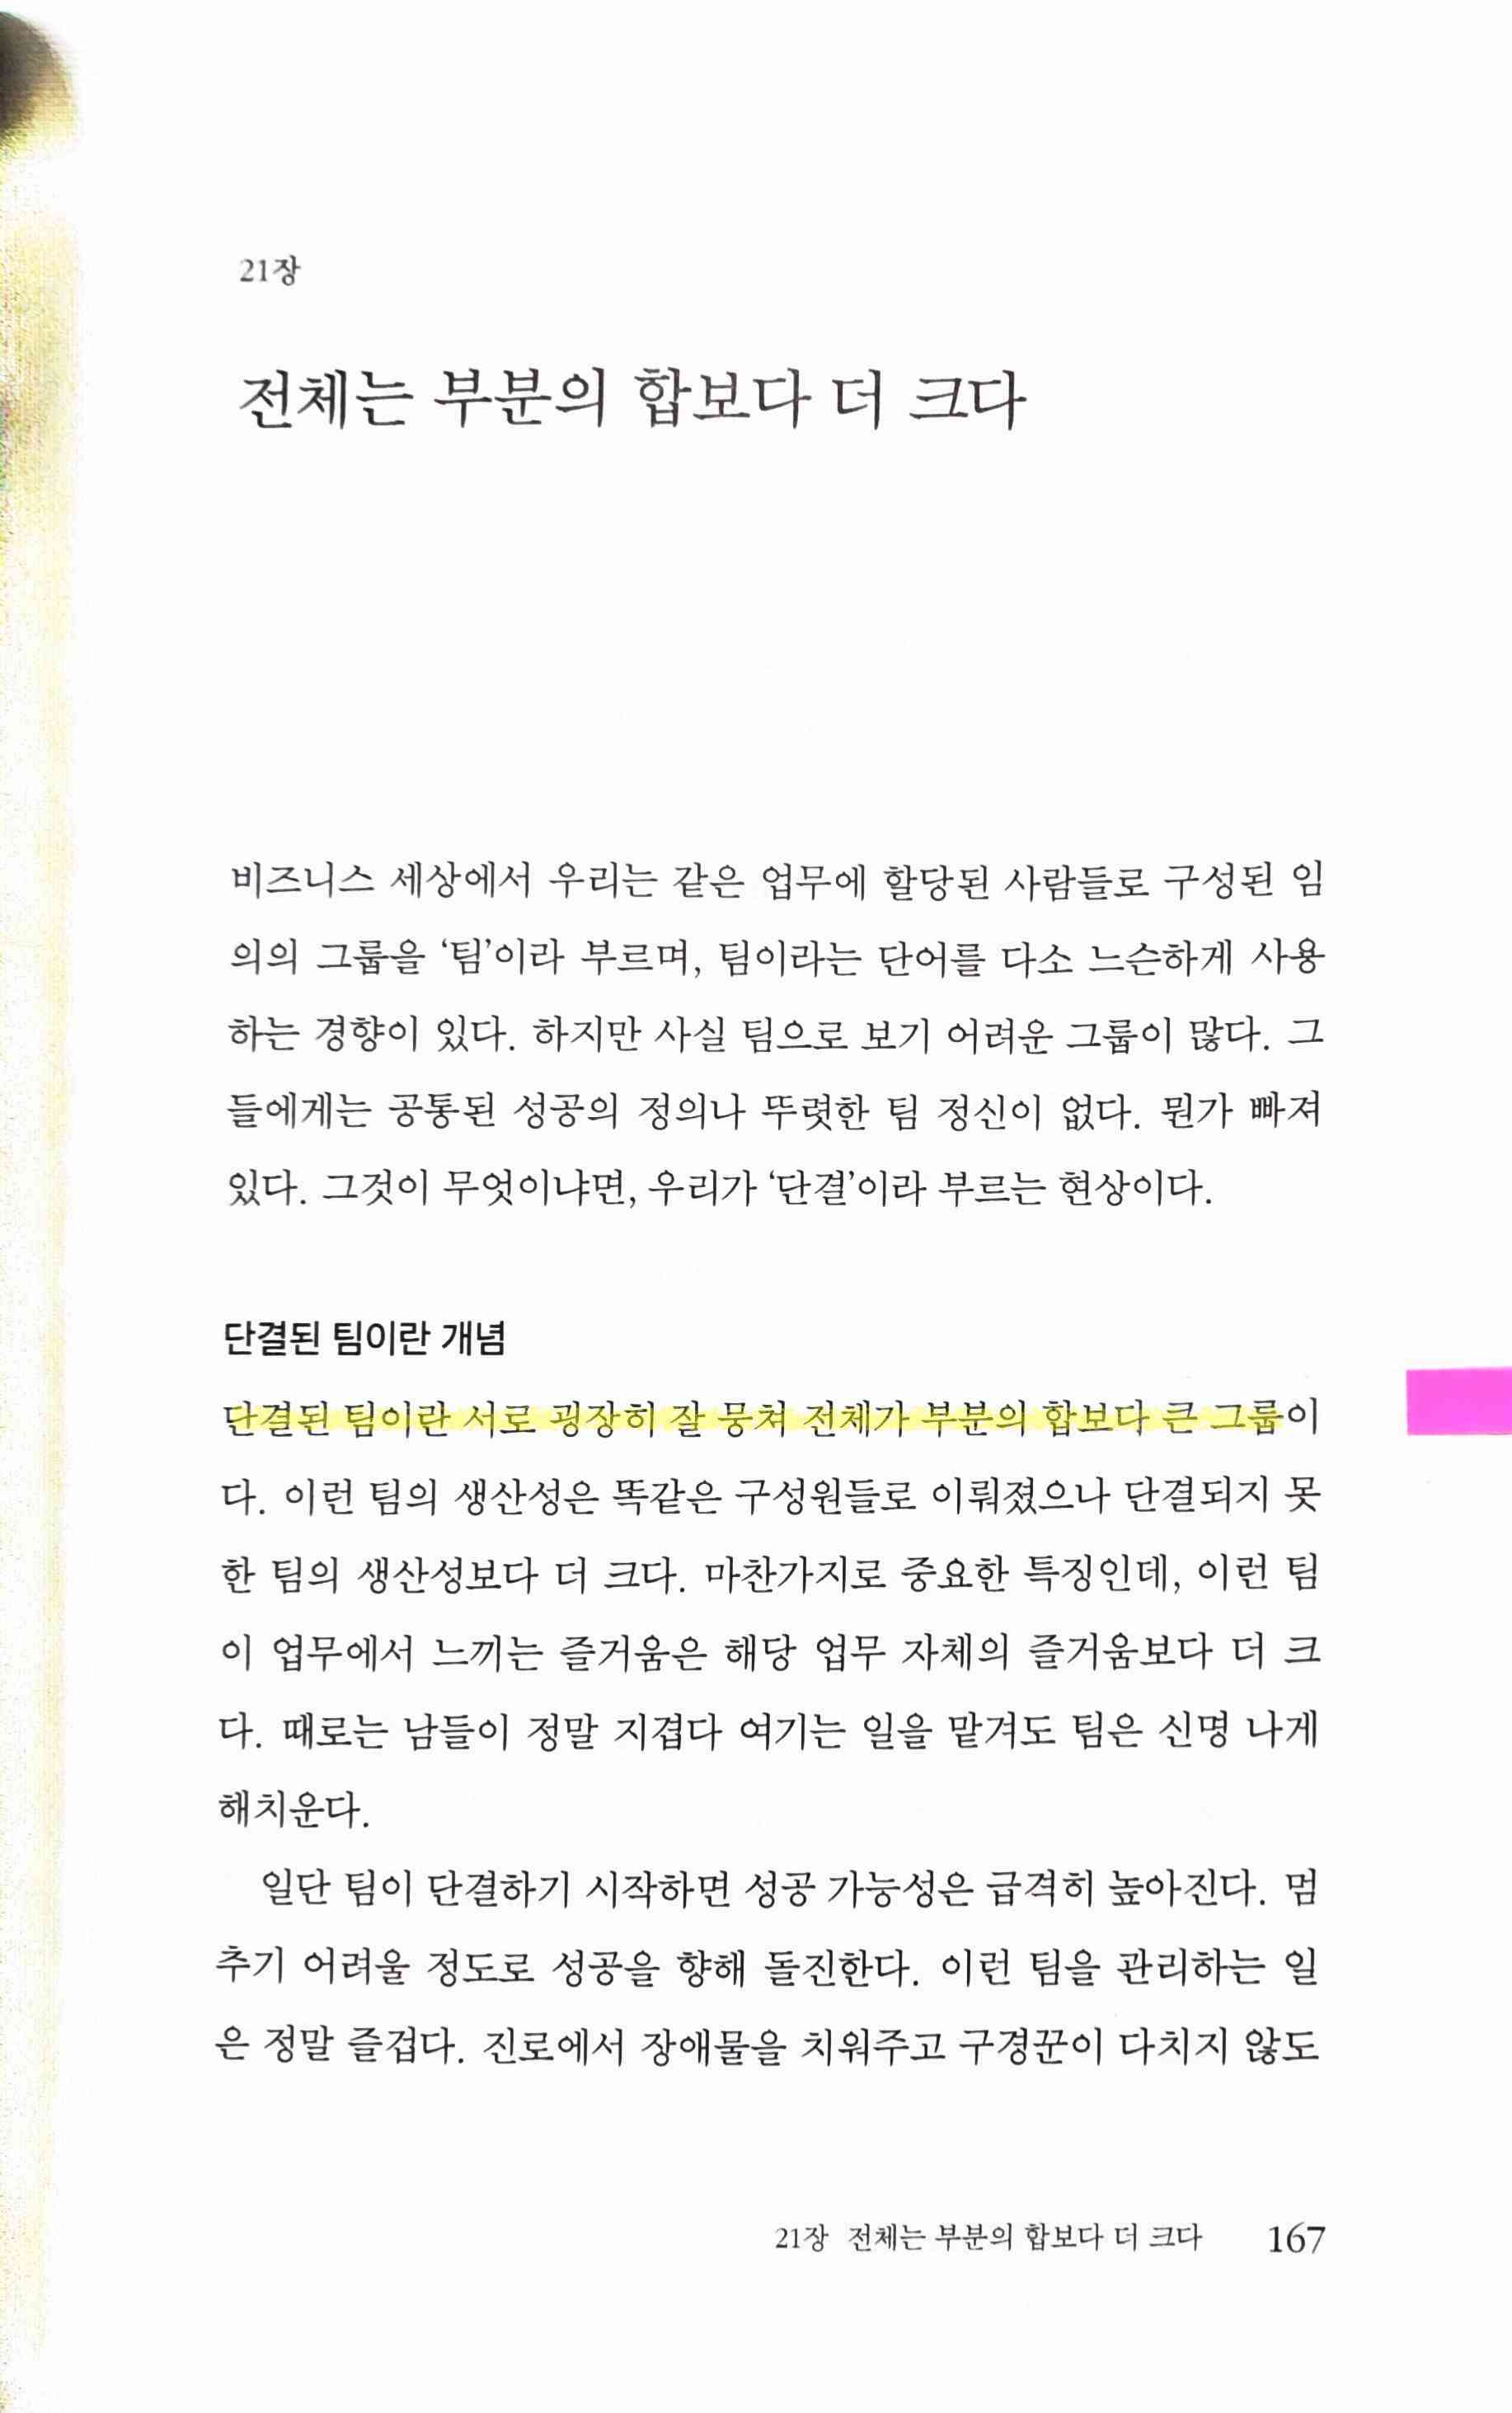 21장
전체는 부분의 합보다 더 크다
비즈니스 세상에서 우리는 같은 업무에 할당된 사람들로 구성된 임
의의 그룹을 ‘팀’이라 부르며, 팀이라는 단어를 다소 느슨하게 사용
하는 경향이 있다. 하지만 사실 팀으로 보기 어려운 그룹이 많다. 그
들에게는 공통된 성공의 정의나 뚜렷한 팀 정신이 없다. 뭔가 빠져
있다. 그것이 무엇이냐면, 우리가 ‘단결’이라 부르는 현상이다.
단결된 팀이란 개념
단결된 팀이란 서로 굉장히 잘 뭉쳐 전체가 부분의 합보다 큰 그룹이
다. 이런 팀의 생산성은 똑같은 구성원들로 이뤄졌으나 단결되지 못
한 팀의 생산성보다 더 크다. 마찬가지로 중요한 특징인데, 이런 팀
이 업무에서 느끼는 즐거움은 해당 업무 자체의 즐거움보다 더 크
다. 때로는 남들이 정말 지겹다 여기는 일을 맡겨도 팀은 신명 나게
해치운다.
일단 팀이 단결하기 시작하면 성공 가능성은 급격히 높아진다. 멈
추기 어려울 정도로 성공을 향해 돌진한다. 이런 팀을 관리하는 일
은 정말 즐겁다. 진로에서 장애물을 치워주고 구경꾼이 다치지 않도
21장 전체는 부분의 합보다 더 크다 167